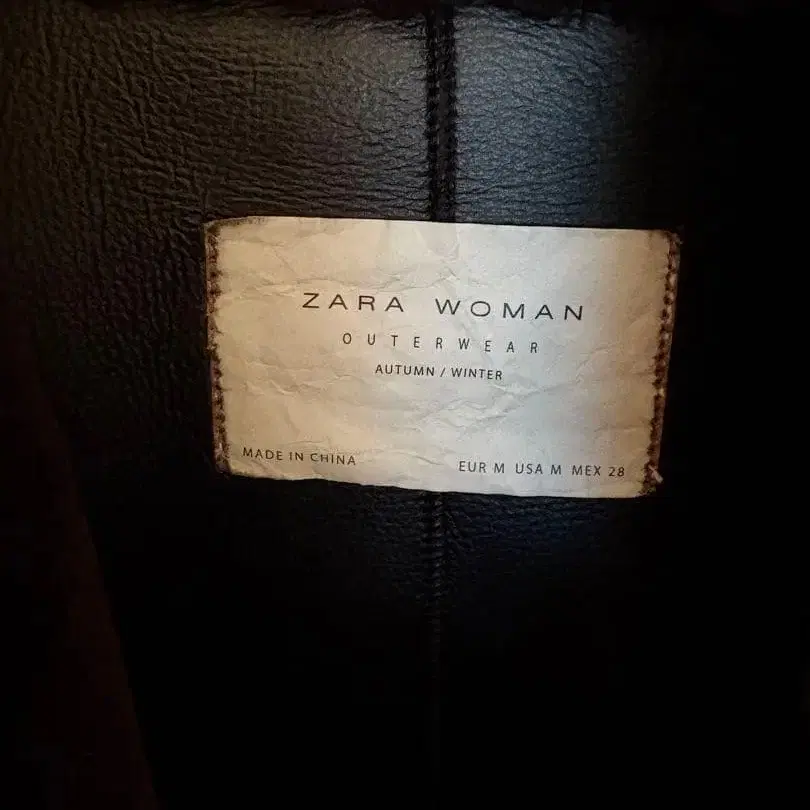 ZARA WOMAN
OUTERWEAR
AUTUMN / WINTER
MADE IN CHINA
EUR M USA M MEX 28